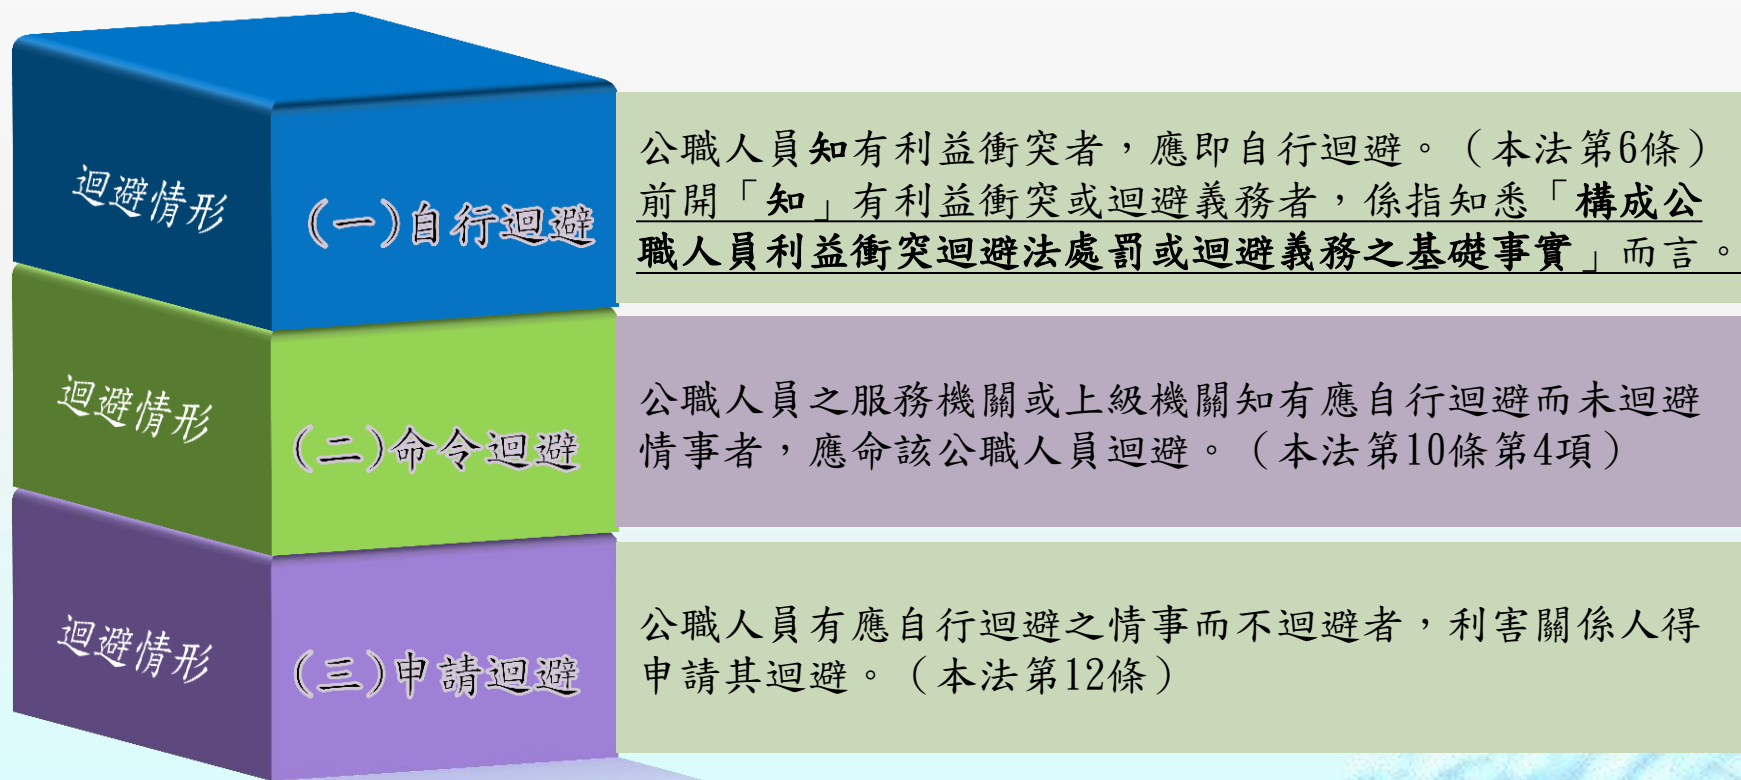 迴避情形
(一)自行迴避
公職人員知有利益衝突者，應即自行迴避。（本法第6條）
前開「知」有利益衝突或迴避義務者，係指知悉「構成公
職人員利益衝突迴避法處罰或迴避義務之基礎事實」而言。
迴避情形
(二)命令迴避
公職人員之服務機關或上級機關知有應自行迴避而未迴避
情事者，應命該公職人員迴避。（本法第10條第4項）
迴避情形
(三)申請迴避
公職人員有應自行迴避之情事而不迴避者，利害關係人得
申請其迴避。（本法第12條）